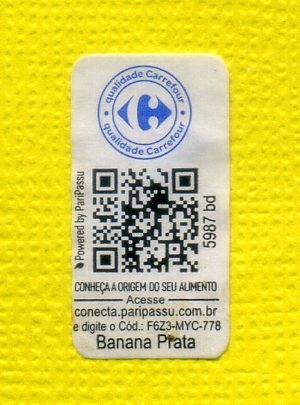 qualidade Carrefour
qualidade Carrefour
Powered by PariPassu
5987 bd
CONHEÇA A ORIGEM DO SEU ALIMENTO
Acesse
conecta.paripassu.com.br
e digite o Cód.: F6Z3-MYC-778
Banana Prata